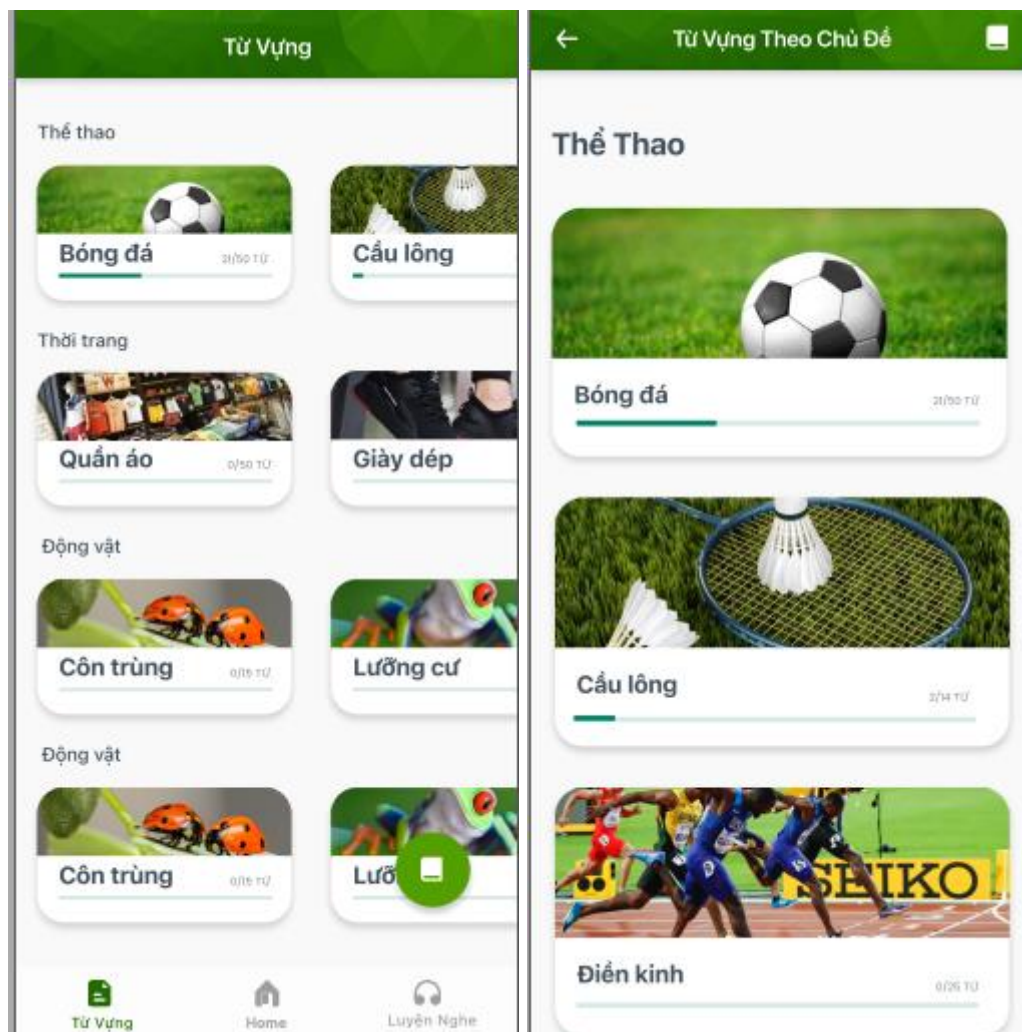 Từ Vựng
Thể thao
Bóng đá 21/50 TỪ
Cầu lông
Thời trang
Quần áo 0/50 TỪ
Giày dép
Động vật
Côn trùng 0/15 TỪ
Lưỡng cư
Động vật
Côn trùng 0/15 TỪ
Lưỡ
Từ Vựng
Home
Luyện Nghe
Từ Vựng Theo Chủ Đề
Thể Thao
Bóng đá 21/50 TỪ
Cầu lông 2/14 TỪ
SEIKO
Điền kinh 0/25 TỪ